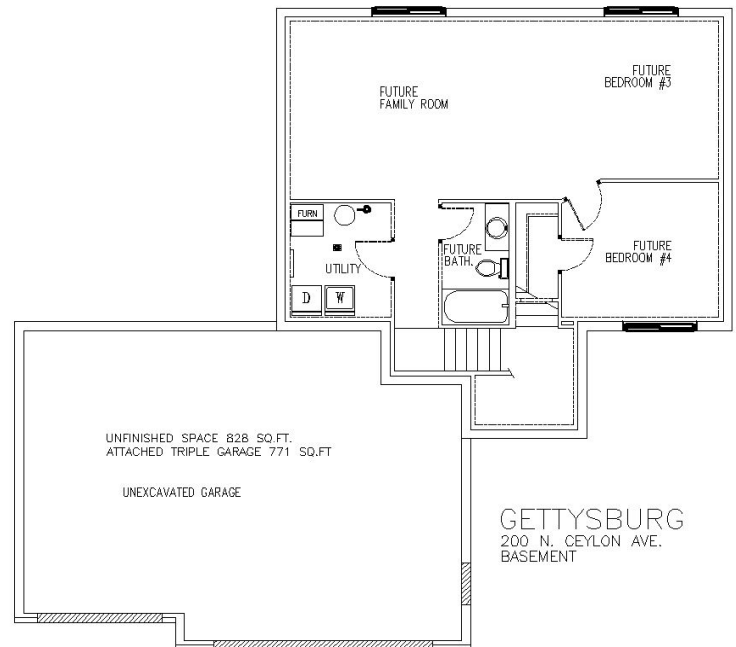 FUTURE
BEDROOM #3
FUTURE
FAMILY ROOM
FURN
FUTURE
BATH.
FUTURE
BEDROOM #4
UTILITY
D
W
UNFINISHED SPACE 828 SQ.FT.
ATTACHED TRIPLE GARAGE 771 SQ.FT
UNEXCAVATED GARAGE
GETTYSBURG
200 N. CEYLON AVE.
BASEMENT